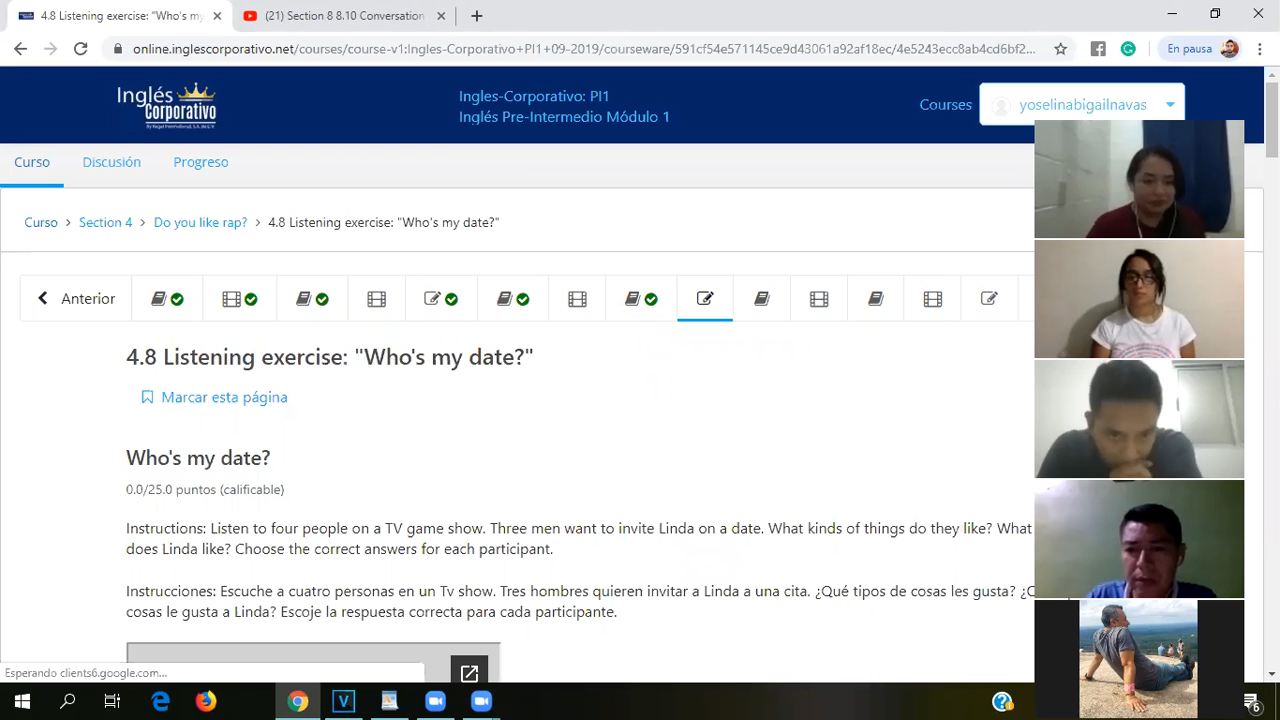 4.8 Listening exercise: "Who's my
(21) Section 8 8.10 Conversation
online.inglescorporativo.net/courses/course-v1:Ingles-Corporativo+PI1+09-2019/courseware/591cf54e571145ce9d43061a92af18ec/4e5243ecc8ab4cd6bf2...
En pausa
Inglés
Corporativo
By Regal International, S.A. de C.V.
Ingles-Corporativo: PI1
Inglés Pre-Intermedio Módulo 1
Courses
yoselinabigailnavas
Curso
Discusión
Progreso
Curso > Section 4 > Do you like rap? > 4.8 Listening exercise: "Who's my date?"
Anterior
4.8 Listening exercise: "Who's my date?"
Marcar esta página
Who's my date?
0.0/25.0 puntos (calificable)
Instructions: Listen to four people on a TV game show. Three men want to invite Linda on a date. What kinds of things do they like? What
does Linda like? Choose the correct answers for each participant.
Instrucciones: Escuche a cuatro personas en un Tv show. Tres hombres quieren invitar a Linda a una cita. ¿Qué tipos de cosas les gusta?
cosas le gusta a Linda? Escoje la respuesta correcta para cada participante.
Esperando clients6.google.com...
6